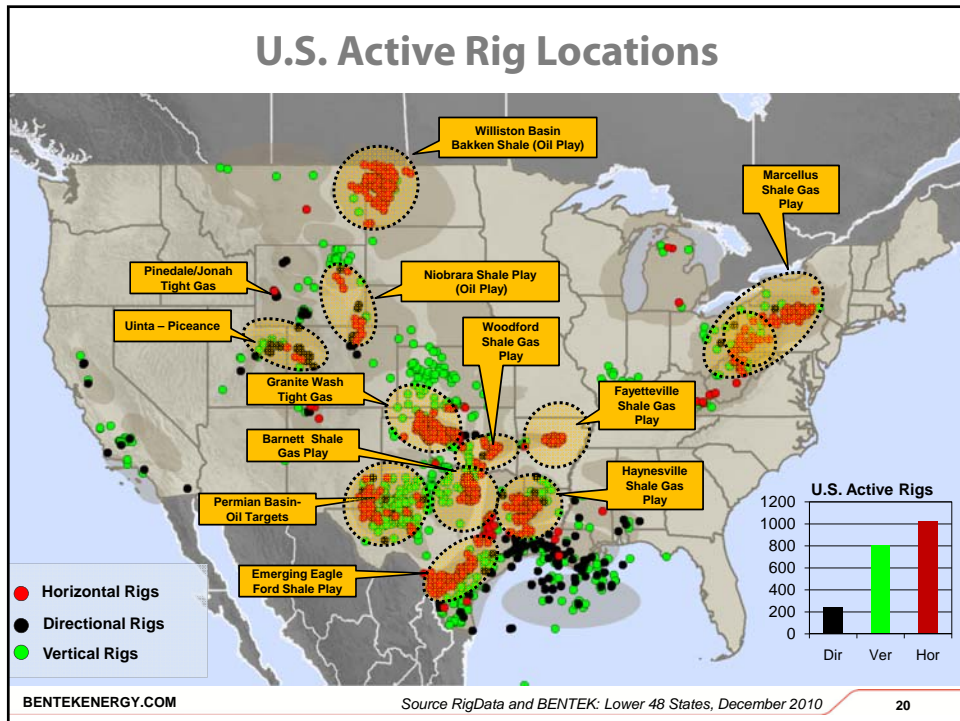 U.S. Active Rig Locations
Williston Basin
Bakken Shale (Oil Play)
Marcellus
Shale Gas
Play
Pinedale/Jonah
Tight Gas
Niobrara Shale Play
(Oil Play)
Uinta – Piceance
Woodford
Shale Gas
Play
Granite Wash
Tight Gas
Fayetteville
Shale Gas
Play
Barnett Shale
Gas Play
Haynesville
Shale Gas
Play
Permian Basin-
Oil Targets
Emerging Eagle
Ford Shale Play
U.S. Active Rigs
1200
1000
800
600
400
200
0
Dir Ver Hor
Horizontal Rigs
Directional Rigs
Vertical Rigs
BENTEKENERGY.COM Source RigData and BENTEK: Lower 48 States, December 2010 20